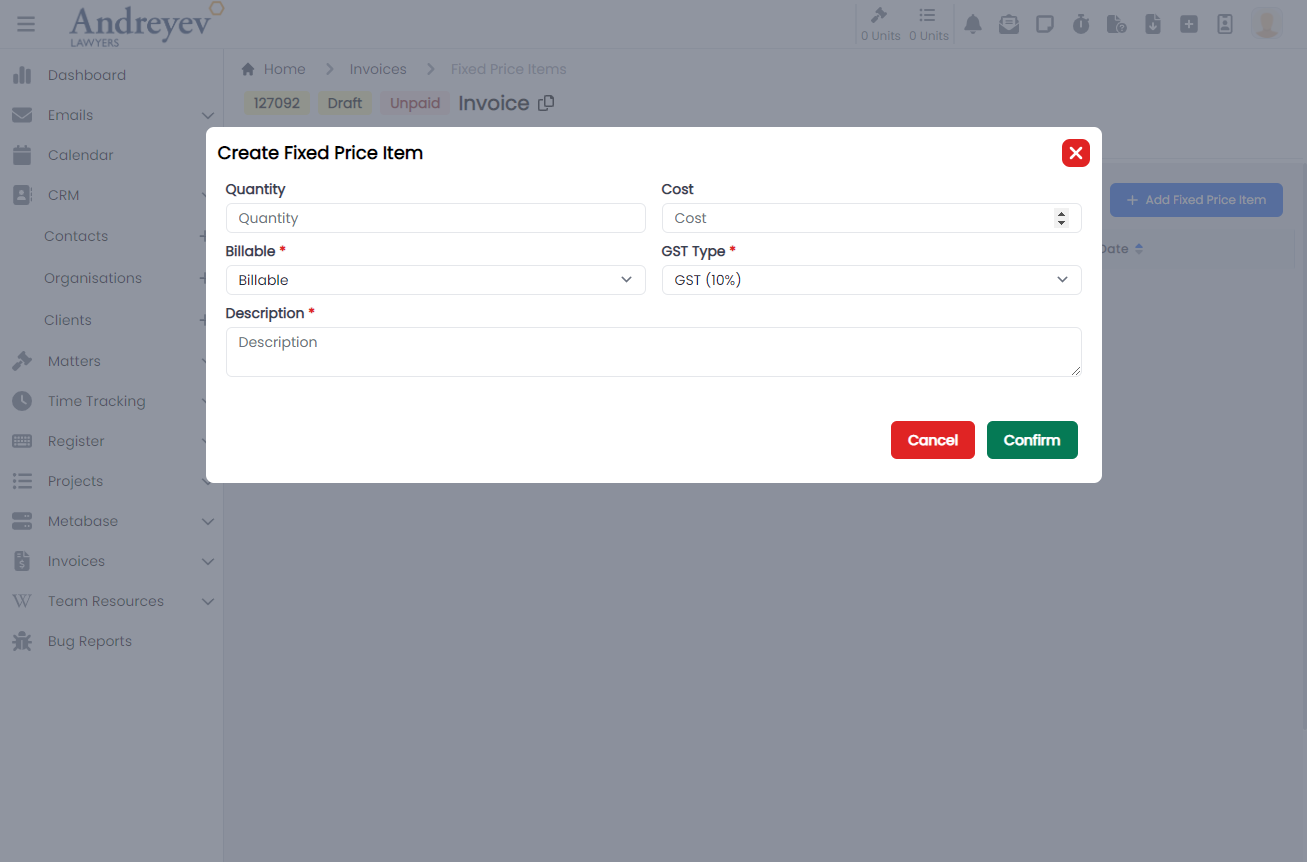 Andreyev
LAWYERS
0 Units
0 Units
Dashboard
Emails
Calendar
CRM
Contacts
Organisations
Clients
Matters
Time Tracking
Register
Projects
Metabase
Invoices
Team Resources
Bug Reports
Home
Invoices
Fixed Price Items
127092
Draft
Unpaid
Invoice
Add Fixed Price Item
Date
Create Fixed Price Item
Quantity
Cost
Quantity
Cost
Billable *
GST Type *
Billable
GST (10%)
Description *
Description
Cancel
Confirm